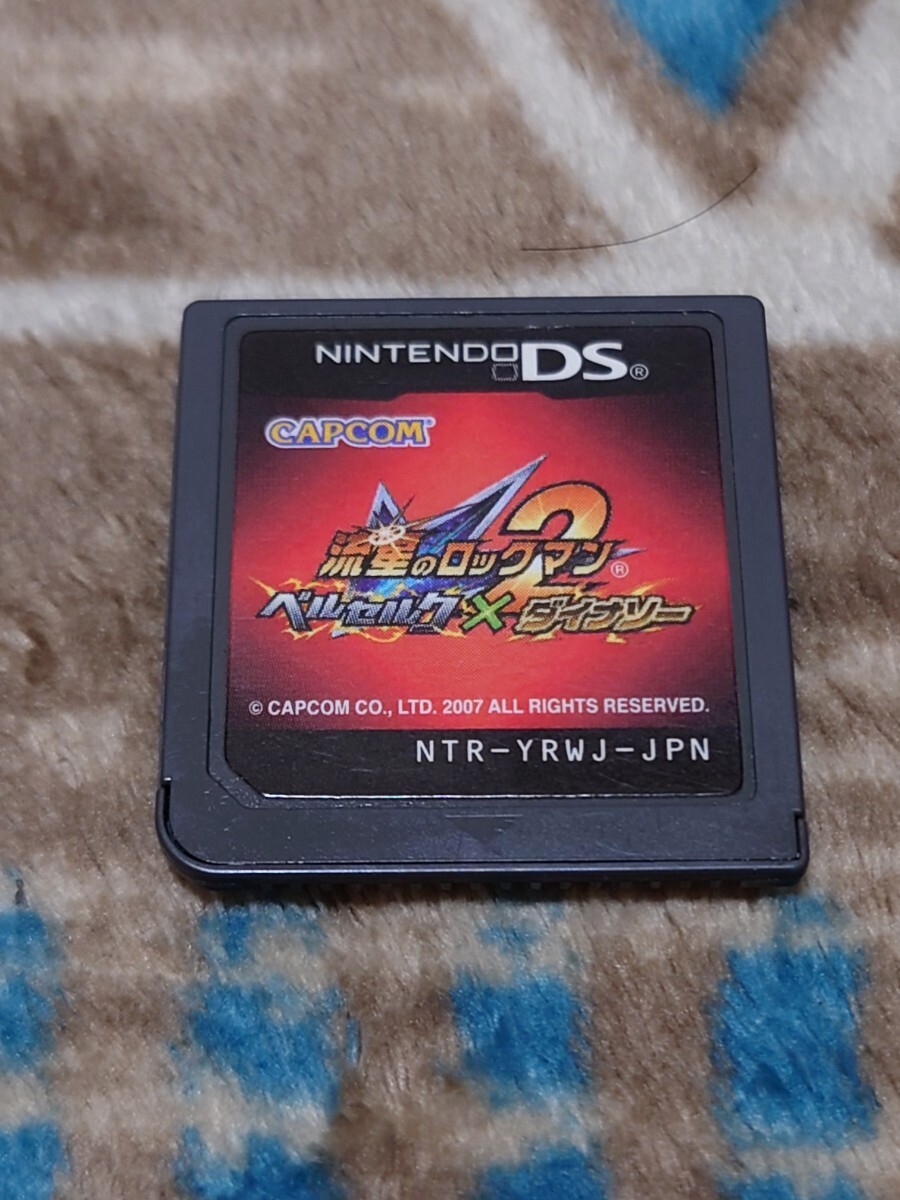 NINTENDO DS®
CAPCOM®
流星のロックマン2®
ベルセルク×ダイナソー
© CAPCOM CO., LTD. 2007 ALL RIGHTS RESERVED.
NTR-YRWJ-JPN